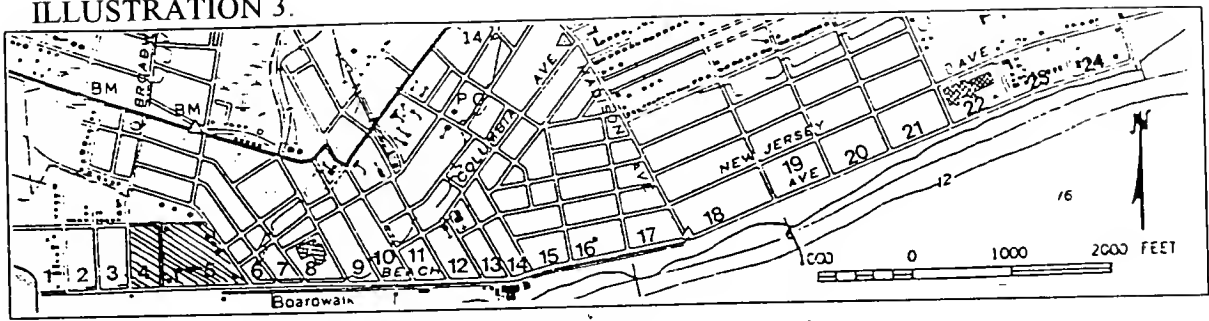 ILLUSTRATION 3.
14
BM
BM
COLUMBIA AVE
AVE
AVE
NEW JERSEY
AVE
1 2 3 4 5 6 7 8 9 10 11 12 13 14 15 16 17 18 19 20 21 22 23 24
BEACH
Boardwalk
12
6
16
N
0 1000 2000 FEET